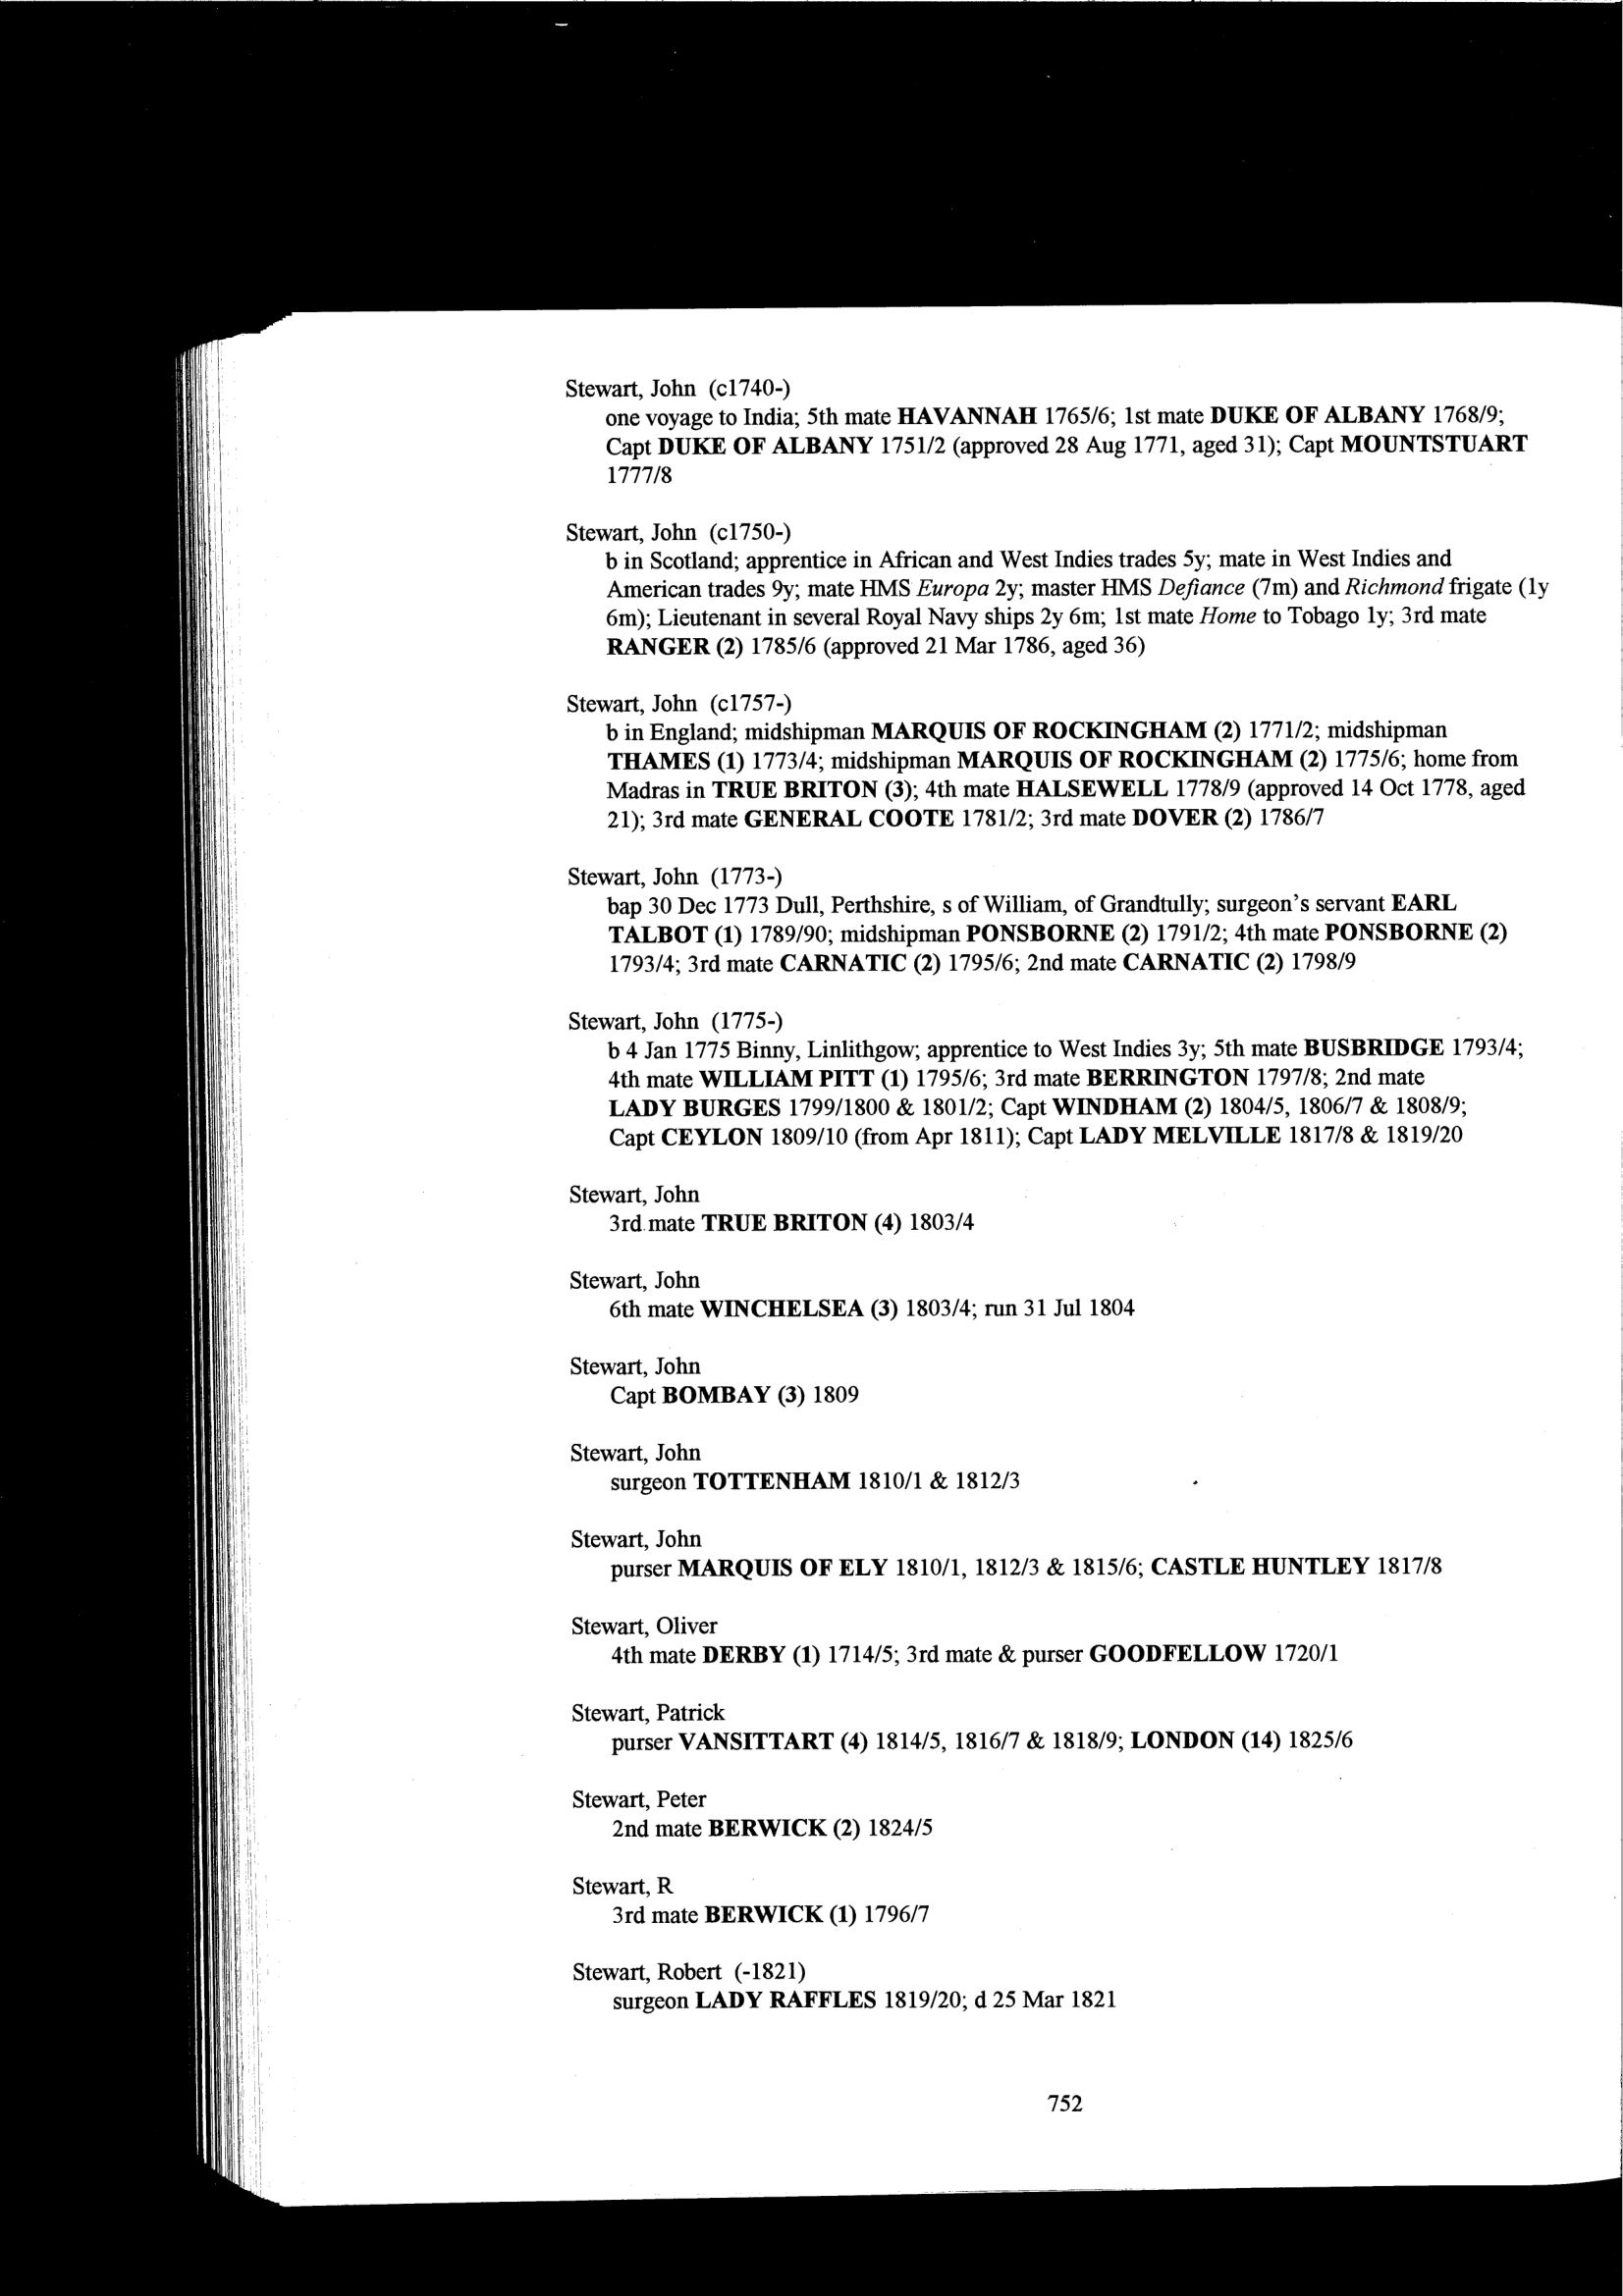 Stewart, John (c1740-)
one voyage to India; 5th mate HAVANNAH 1765/6; 1st mate DUKE OF ALBANY 1768/9;
Capt DUKE OF ALBANY 1751/2 (approved 28 Aug 1771, aged 31); Capt MOUNTSTUART
1777/8
Stewart, John (c1750-)
b in Scotland; apprentice in African and West Indies trades 5y; mate in West Indies and
American trades 9y; mate HMS Europa 2y; master HMS Defiance (7m) and Richmond frigate (1y
6m); Lieutenant in several Royal Navy ships 2y 6m; 1st mate Home to Tobago 1y; 3rd mate
RANGER (2) 1785/6 (approved 21 Mar 1786, aged 36)
Stewart, John (c1757-)
b in England; midshipman MARQUIS OF ROCKINGHAM (2) 1771/2; midshipman
THAMES (1) 1773/4; midshipman MARQUIS OF ROCKINGHAM (2) 1775/6; home from
Madras in TRUE BRITON (3); 4th mate HALSEWELL 1778/9 (approved 14 Oct 1778, aged
21); 3rd mate GENERAL COOTE 1781/2; 3rd mate DOVER (2) 1786/7
Stewart, John (1773-)
bap 30 Dec 1773 Dull, Perthshire, s of William, of Grandtully; surgeon's servant EARL
TALBOT (1) 1789/90; midshipman PONSBORNE (2) 1791/2; 4th mate PONSBORNE (2)
1793/4; 3rd mate CARNATIC (2) 1795/6; 2nd mate CARNATIC (2) 1798/9
Stewart, John (1775-)
b 4 Jan 1775 Binny, Linlithgow; apprentice to West Indies 3y; 5th mate BUSBRIDGE 1793/4;
4th mate WILLIAM PITT (1) 1795/6; 3rd mate BERRINGTON 1797/8; 2nd mate
LADY BURGES 1799/1800 & 1801/2; Capt WINDHAM (2) 1804/5, 1806/7 & 1808/9;
Capt CEYLON 1809/10 (from Apr 1811); Capt LADY MELVILLE 1817/8 & 1819/20
Stewart, John
3rd mate TRUE BRITON (4) 1803/4
Stewart, John
6th mate WINCHELSEA (3) 1803/4; run 31 Jul 1804
Stewart, John
Capt BOMBAY (3) 1809
Stewart, John
surgeon TOTTENHAM 1810/1 & 1812/3
Stewart, John
purser MARQUIS OF ELY 1810/1, 1812/3 & 1815/6; CASTLE HUNTLEY 1817/8
Stewart, Oliver
4th mate DERBY (1) 1714/5; 3rd mate & purser GOODFELLOW 1720/1
Stewart, Patrick
purser VANSITTART (4) 1814/5, 1816/7 & 1818/9; LONDON (14) 1825/6
Stewart, Peter
2nd mate BERWICK (2) 1824/5
Stewart, R
3rd mate BERWICK (1) 1796/7
Stewart, Robert (-1821)
surgeon LADY RAFFLES 1819/20; d 25 Mar 1821
752